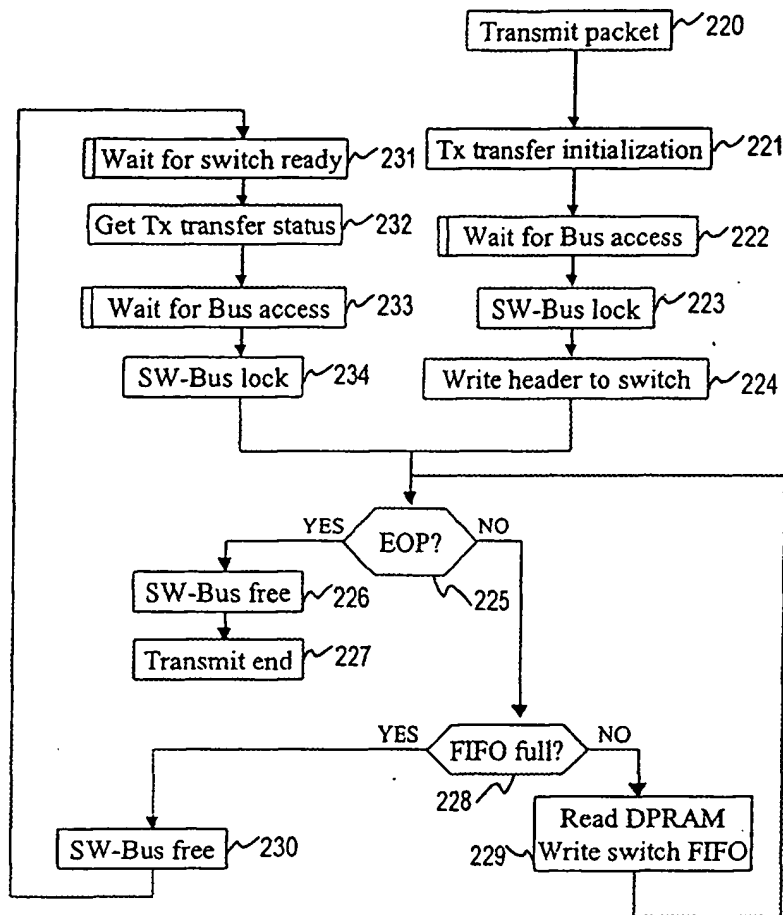 Transmit packet 220
Tx transfer initialization 221
Wait for Bus access 222
SW-Bus lock 223
Write header to switch 224
Wait for switch ready 231
Get Tx transfer status 232
Wait for Bus access 233
SW-Bus lock 234
YES EOP? NO
225
SW-Bus free 226
Transmit end 227
YES FIFO full? NO
228
Read DPRAM
Write switch FIFO
229
SW-Bus free 230